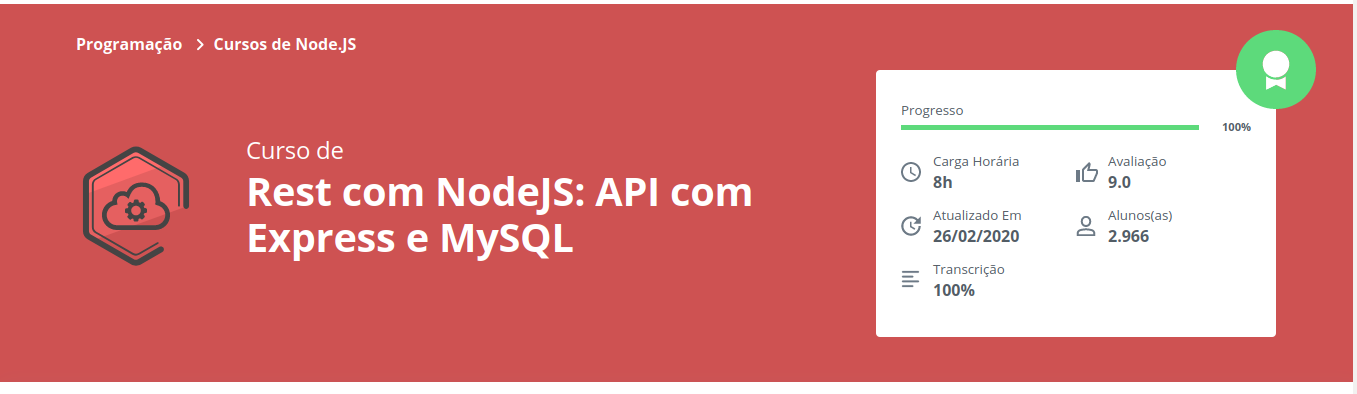 Programação > Cursos de Node.JS
Curso de
Rest com NodeJS: API com
Express e MySQL
Progresso
100%
Carga Horária
8h
Avaliação
9.0
Atualizado Em
26/02/2020
Alunos(as)
2.966
Transcrição
100%